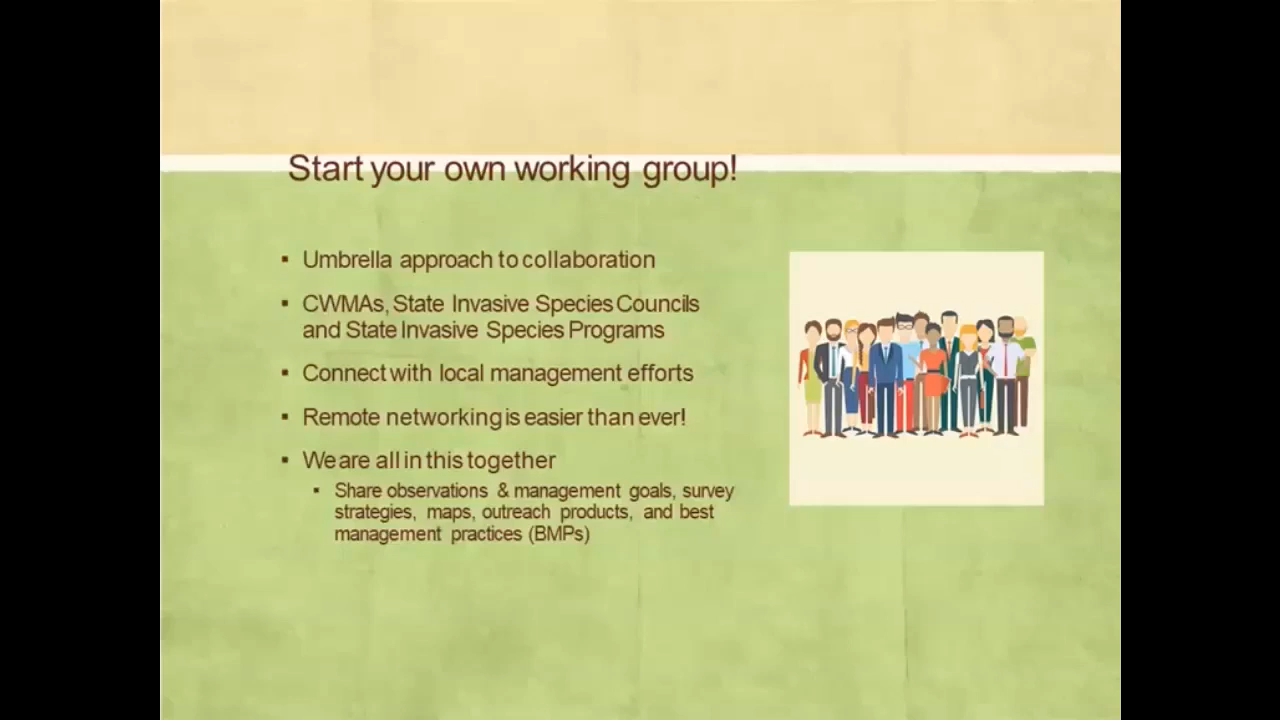 Start your own working group!
▪ Umbrella approach to collaboration
▪ CWMAs, State Invasive Species Councils
and State Invasive Species Programs
▪ Connect with local management efforts
▪ Remote networking is easier than ever!
▪ We are all in this together
▪ Share observations & management goals, survey
strategies, maps, outreach products, and best
management practices (BMPs)